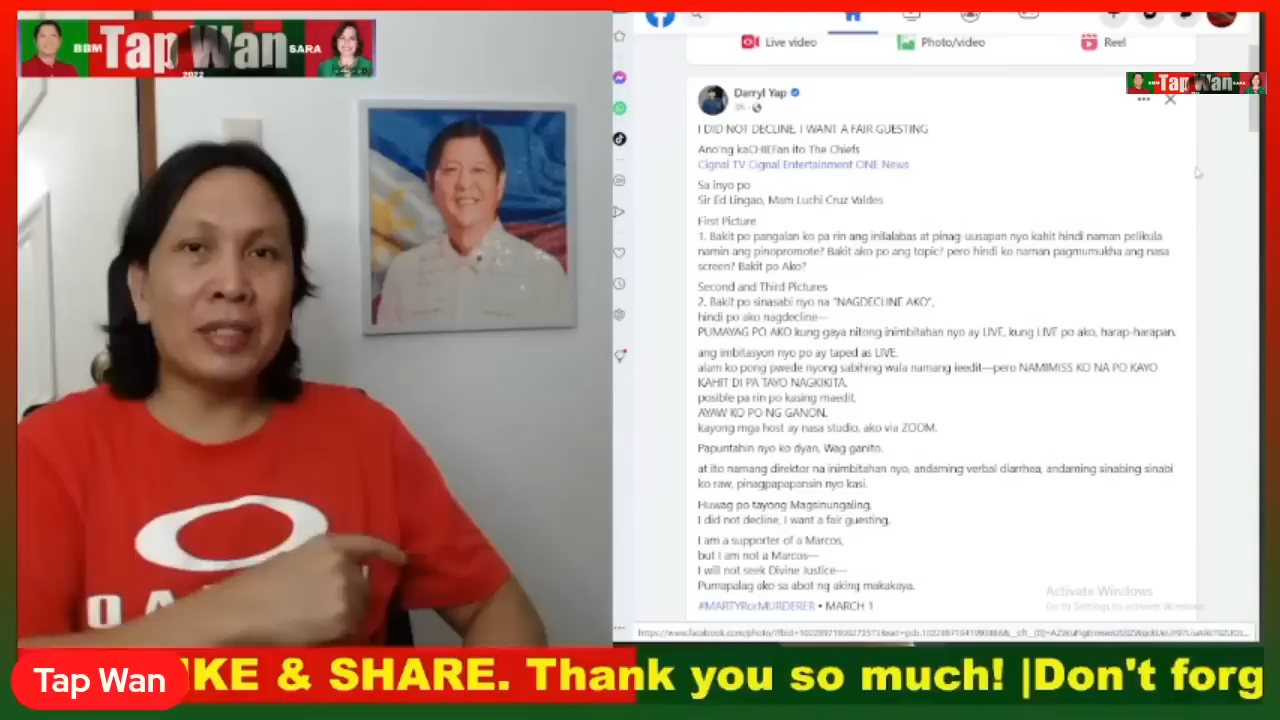 BBM Tap Wan SARA
2022
Live video
Photo/video
Reel
Tap Wan
Darryl Yap
I DID NOT DECLINE, I WANT A FAIR GUESTING
Ano'ng kaCHIEFan ito The Chiefs
Cignal TV Cignal Entertainment ONE News
Sa inyo po
Sir Ed Lingao, Mam Luchi Cruz Valdes
First Picture
1. Bakit po pangalan ko pa rin ang inilalabas at pinag-uusapan nyo kahit hindi naman pelikula
namin ang pinopromote? Bakit ako po ang topic? pero hindi ko naman pagmumukha ang nasa
screen? Bakit po Ako?
Second and Third Pictures
2. Bakit po sinasabi nyo na "NAGDECLINE AKO",
hindi po ako nagdecline—
PUMAYAG PO AKO kung gaya nitong inimbitahan nyo ay LIVE, kung LIVE po ako, harap-harapan.
ang imbitasyon nyo po ay taped as LIVE.
alam ko pong pwede nyong sabihing wala namang ieedit—pero NAMIMISS KO NA PO KAYO
KAHIT DI PA TAYO NAGKIKITA.
posible pa rin po kasing maedit.
AYAW KO PO NG GANON.
kayong mga host ay nasa studio, ako via ZOOM.
Papuntahin nyo ko dyan, Wag ganito.
at ito namang direktor na inimbitahan nyo, andaming verbal diarrhea, andaming sinabing sinabi
ko raw, pinagpapapansin nyo kasi.
Huwag po tayong Magsinungaling,
I did not decline, I want a fair guesting.
I am a supporter of a Marcos,
but I am not a Marcos—
I will not seek Divine Justice—
Pumapalag ako sa abot ng aking makakaya.
#MARTYRorMURDERER • MARCH 1
Activate Windows
Go to Settings to activate Windows.
Tap Wan
IKE & SHARE. Thank you so much! |Don't forg